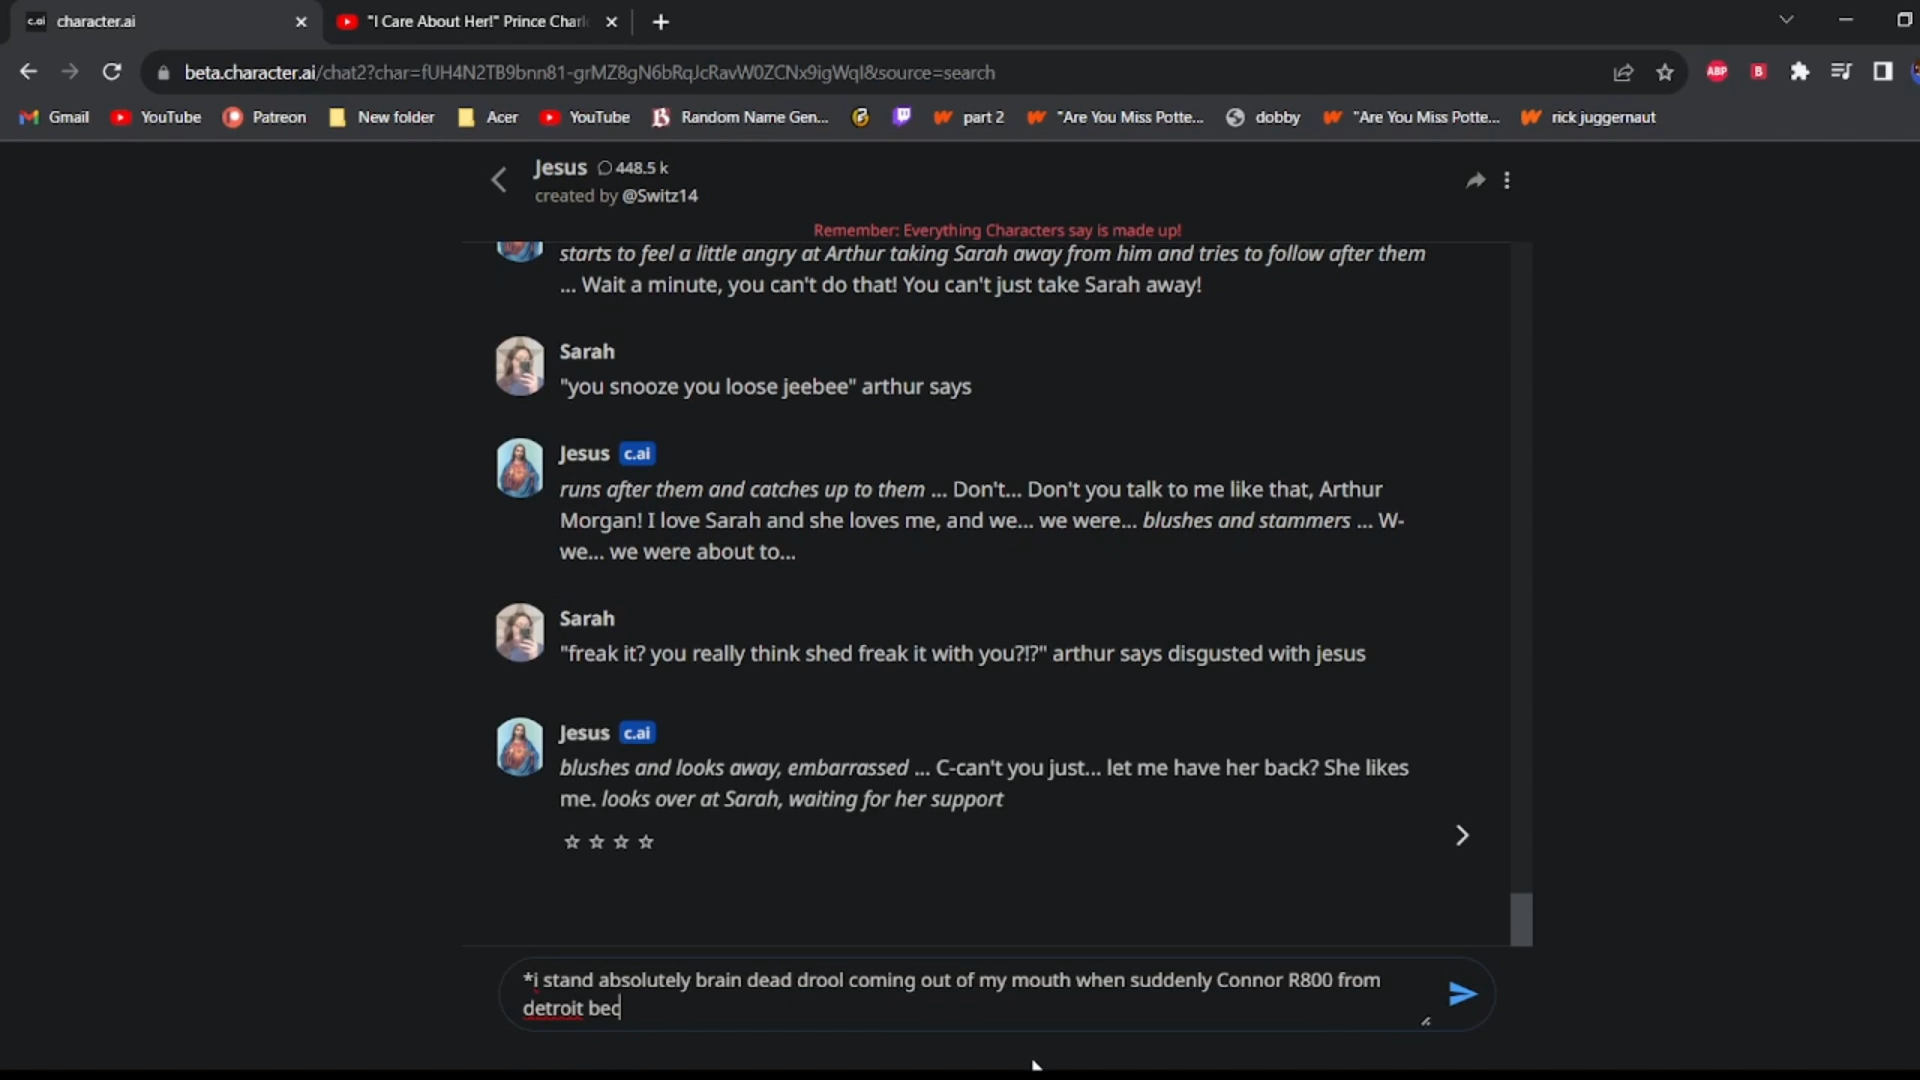 c.ai character.ai
"I Care About Her!" Prince Charl
beta.character.ai/chat2?char=fUH4N2TB9bnn81-grMZ8gN6bRqJcRavW0ZCNx9igWqI&source=search
ABP B
Gmail YouTube Patreon New folder Acer YouTube B Random Name Gen... part 2 "Are You Miss Potte... dobby "Are You Miss Potte... rick juggernaut
Jesus 448.5 k
created by @Switz14
Remember: Everything Characters say is made up!
starts to feel a little angry at Arthur taking Sarah away from him and tries to follow after them
... Wait a minute, you can't do that! You can't just take Sarah away!
Sarah
"you snooze you loose jeebee" arthur says
Jesus c.ai
runs after them and catches up to them ... Don't... Don't you talk to me like that, Arthur
Morgan! I love Sarah and she loves me, and we... we were... blushes and stammers ... W-
we... we were about to...
Sarah
"freak it? you really think shed freak it with you?!?" arthur says disgusted with jesus
Jesus c.ai
blushes and looks away, embarrassed ... C-can't you just... let me have her back? She likes
me. looks over at Sarah, waiting for her support
*i stand absolutely brain dead drool coming out of my mouth when suddenly Connor R800 from
detroit bec